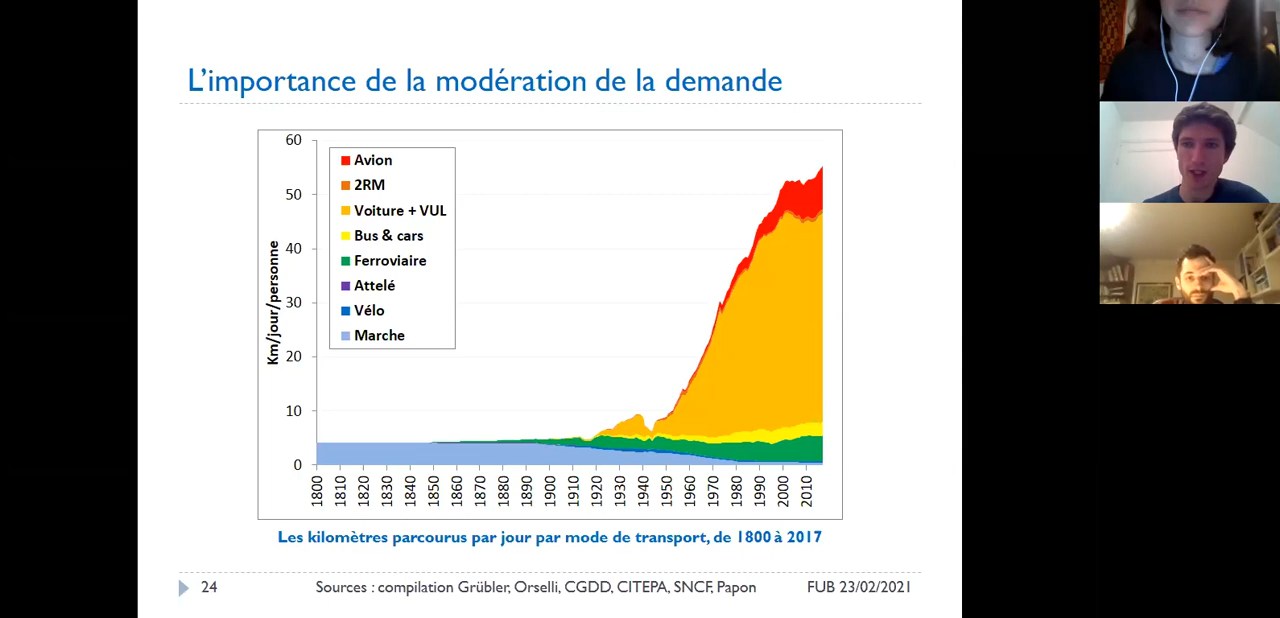 L'importance de la modération de la demande
60
50
40
30
20
10
0
Km/jour/personne
Avion
2RM
Voiture + VUL
Bus & cars
Ferroviaire
Attelé
Vélo
Marche
1800 1810 1820 1830 1840 1850 1860 1870 1880 1890 1900 1910 1920 1930 1940 1950 1960 1970 1980 1990 2000 2010
Les kilomètres parcourus par jour par mode de transport, de 1800 à 2017
24 Sources : compilation Grübler, Orselli, CGDD, CITEPA, SNCF, Papon FUB 23/02/2021